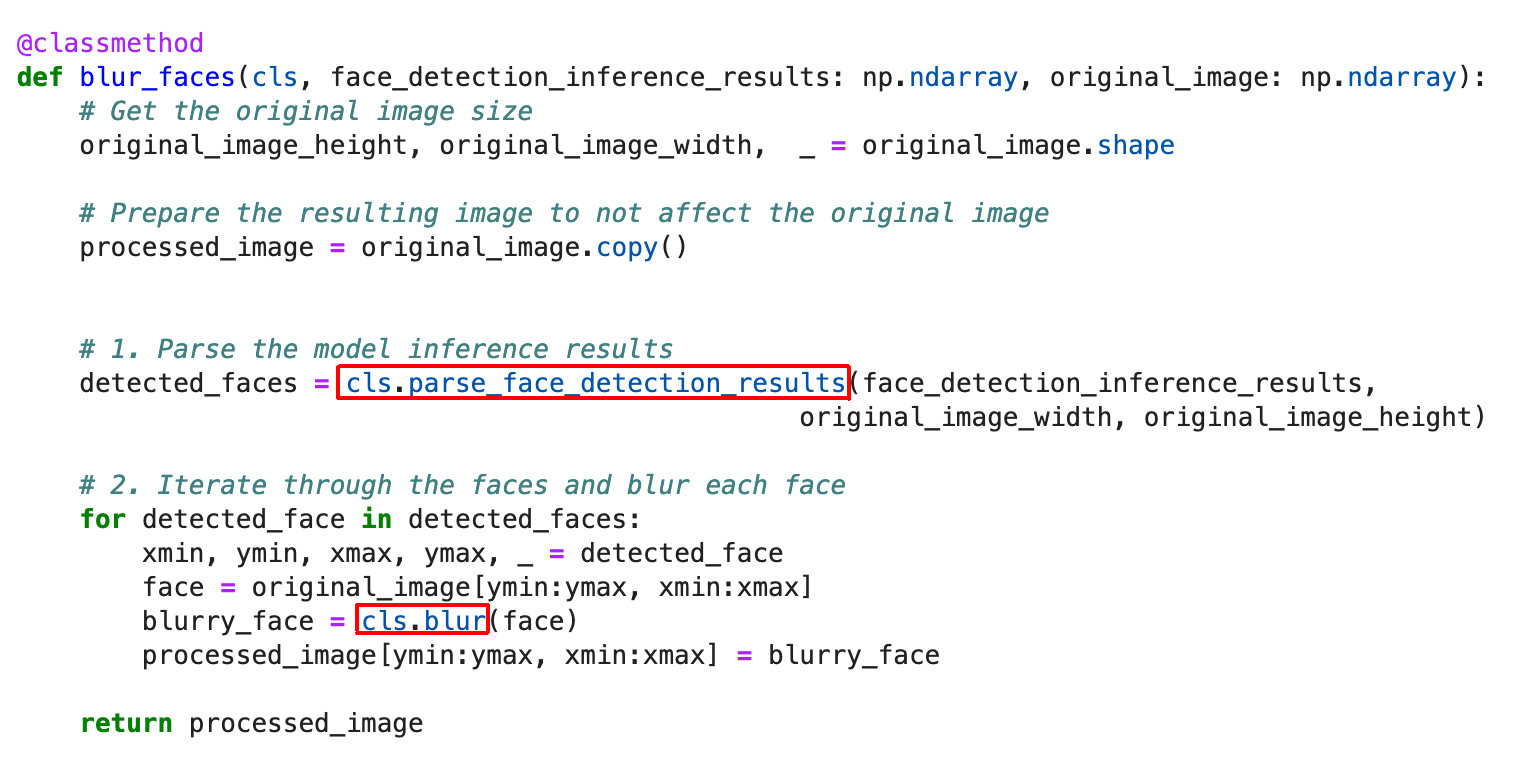 @classmethod
def blur_faces(cls, face_detection_inference_results: np.ndarray, original_image: np.ndarray):
    # Get the original image size
    original_image_height, original_image_width,  _ = original_image.shape

    # Prepare the resulting image to not affect the original image
    processed_image = original_image.copy()


    # 1. Parse the model inference results
    detected_faces = cls.parse_face_detection_results(face_detection_inference_results,
                                              original_image_width, original_image_height)

    # 2. Iterate through the faces and blur each face
    for detected_face in detected_faces:
        xmin, ymin, xmax, ymax, _ = detected_face
        face = original_image[ymin:ymax, xmin:xmax]
        blurry_face = cls.blur(face)
        processed_image[ymin:ymax, xmin:xmax] = blurry_face

    return processed_image